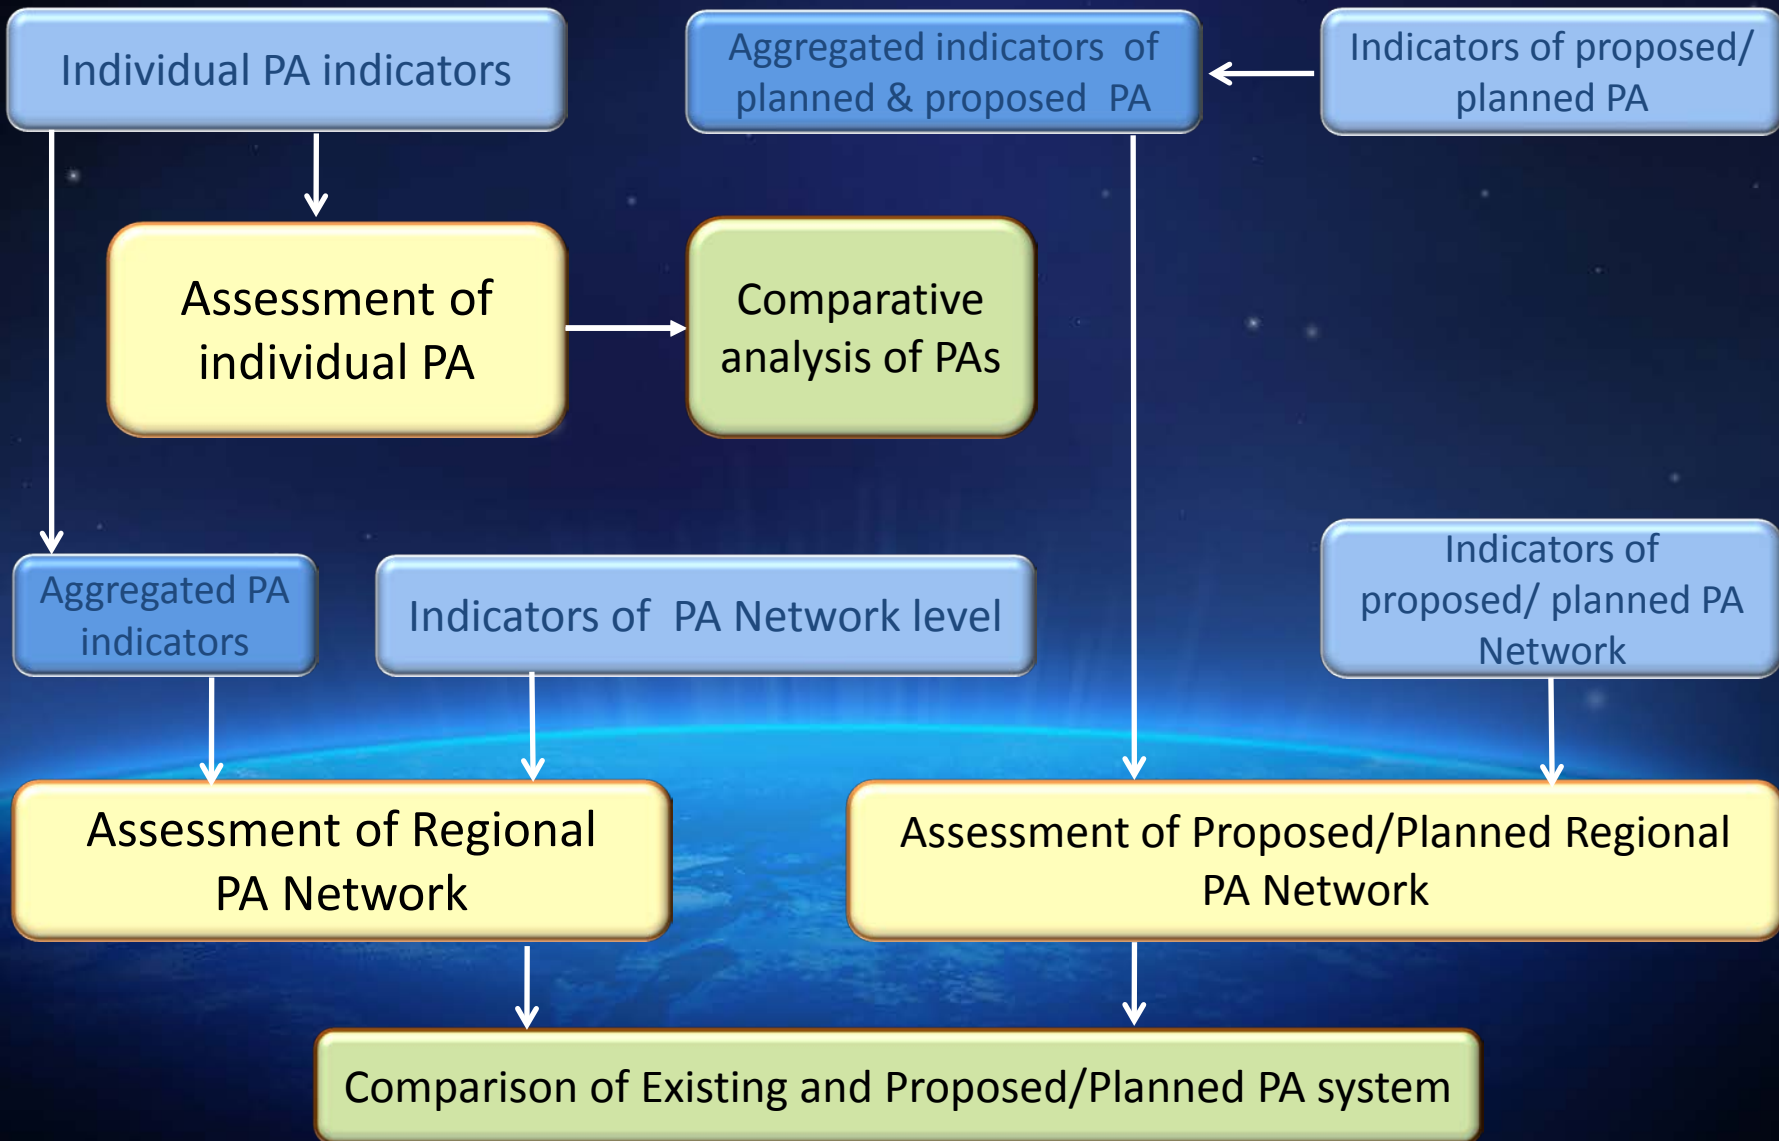 Individual PA indicators
Aggregated indicators of
planned & proposed PA
Indicators of proposed/
planned PA
Assessment of
individual PA
Comparative
analysis of PAs
Aggregated PA
indicators
Indicators of PA Network level
Indicators of
proposed/ planned PA
Network
Assessment of Regional
PA Network
Assessment of Proposed/Planned Regional
PA Network
Comparison of Existing and Proposed/Planned PA system